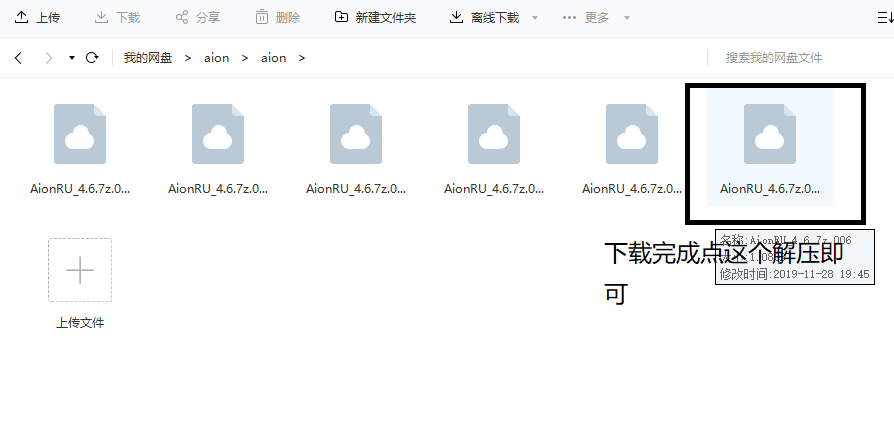 上传 下载 分享 删除 新建文件夹 离线下载 更多
我的网盘 > aion > aion > 搜索我的网盘文件
AionRU_4.6.7z.0... AionRU_4.6.7z.0... AionRU_4.6.7z.0... AionRU_4.6.7z.0... AionRU_4.6.7z.0... AionRU_4.6.7z.0...
名称:AionRU_4.6.7z.006
下载完成点这个解压即
可
修改时间:2019-11-28 19:45
上传文件